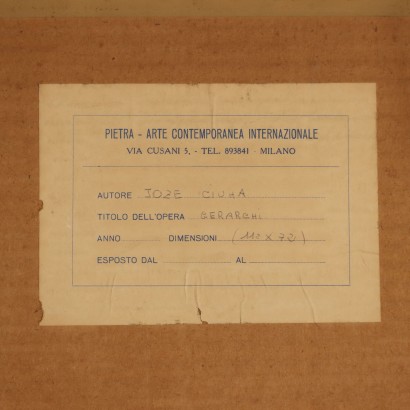 PIETRA - ARTE CONTEMPORANEA INTERNAZIONALE
VIA CUSANI 5, - TEL. 893841 - MILANO
AUTORE JOZE CIUHA
TITOLO DELL'OPERA GERARCHI
ANNO DIMENSIONI (110 x 73)
ESPOSTO DAL AL